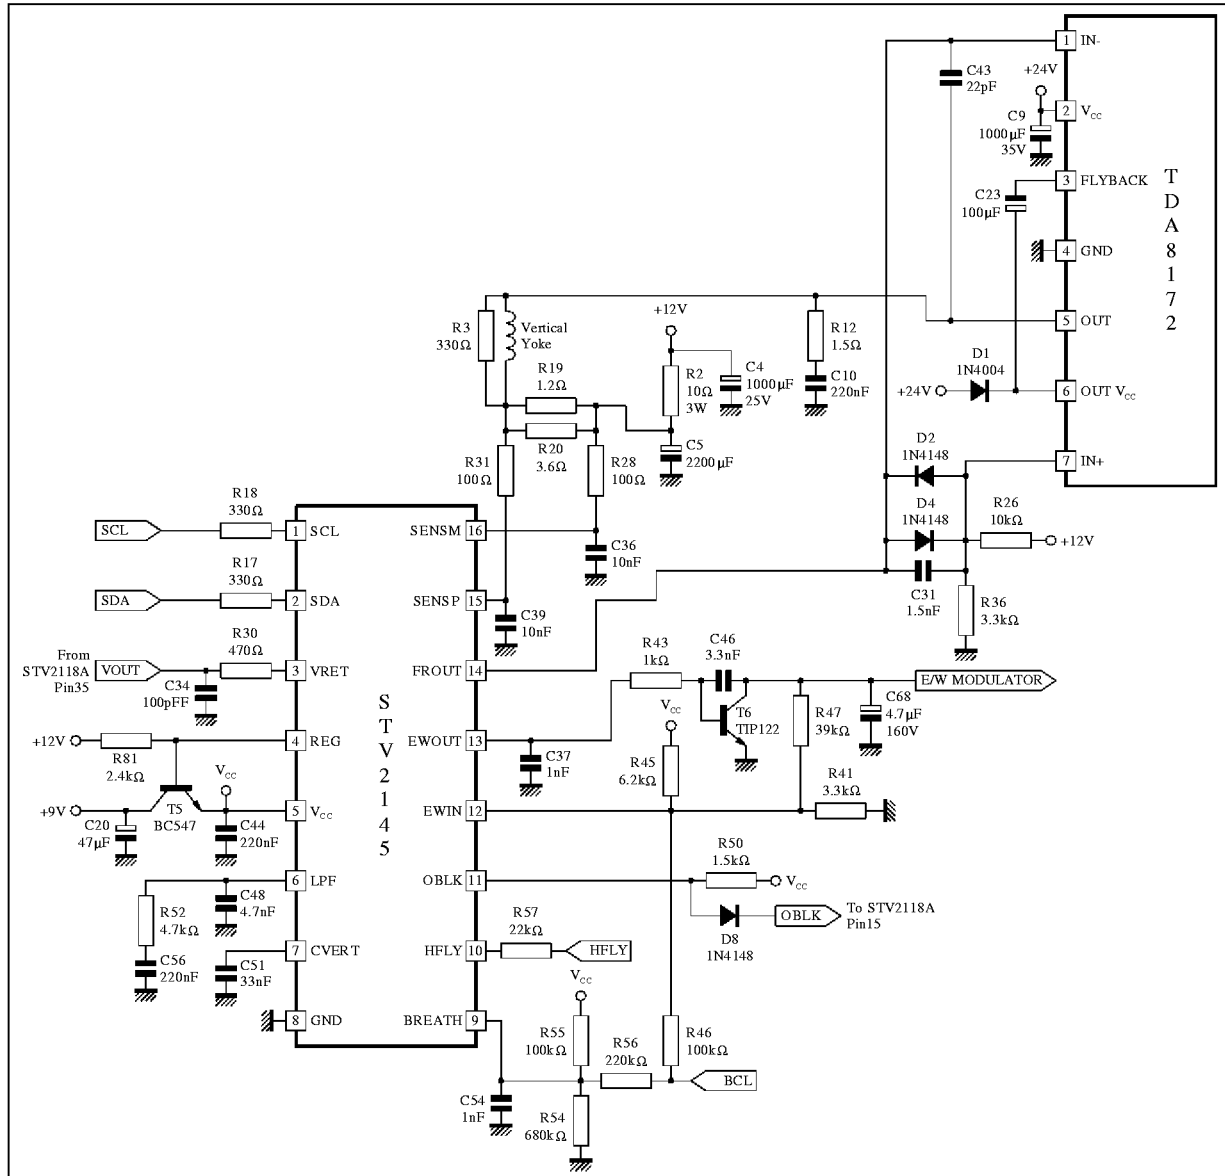 1 IN-
C43
22pF
+24V
2 VCC
C9
1000µF
35V
3 FLYBACK
C23
100µF
4 GND
TDA8172
5 OUT
D1
1N4004
+24V
6 OUT VCC
7 IN+
+12V
R3
330Ω
Vertical
Yoke
R12
1.5Ω
C10
220nF
R19
1.2Ω
R2
10Ω
3W
C4
1000µF
25V
R20
3.6Ω
C5
2200µF
R31
100Ω
R28
100Ω
D2
1N4148
D4
1N4148
R26
10kΩ
+12V
C31
1.5nF
R36
3.3kΩ
R18
330Ω
SCL
1 SCL
SENSM 16
C36
10nF
R17
330Ω
SDA
2 SDA
SENSP 15
C39
10nF
R30
470Ω
From
STV2118A
Pin35
VOUT
3 VRET
C34
100pFF
FROUT 14
R43
1kΩ
C46
3.3nF
E/W MODULATOR
STV2145
T6
TIP122
R47
39kΩ
C68
4.7µF
160V
VCC
+12V
R81
2.4kΩ
4 REG
EWOUT 13
C37
1nF
R45
6.2kΩ
R41
3.3kΩ
VCC
+9V
T5
BC547
5 VCC
EWIN 12
C20
47µF
C44
220nF
R50
1.5kΩ
VCC
6 LPF
OBLK 11
C48
4.7nF
R52
4.7kΩ
D8
1N4148
OBLK
To STV2118A
Pin15
R57
22kΩ
7 CVERT
HFLY 10
HFLY
C56
220nF
C51
33nF
VCC
8 GND
BREATH 9
R55
100kΩ
R56
220kΩ
R46
100kΩ
BCL
C54
1nF
R54
680kΩ